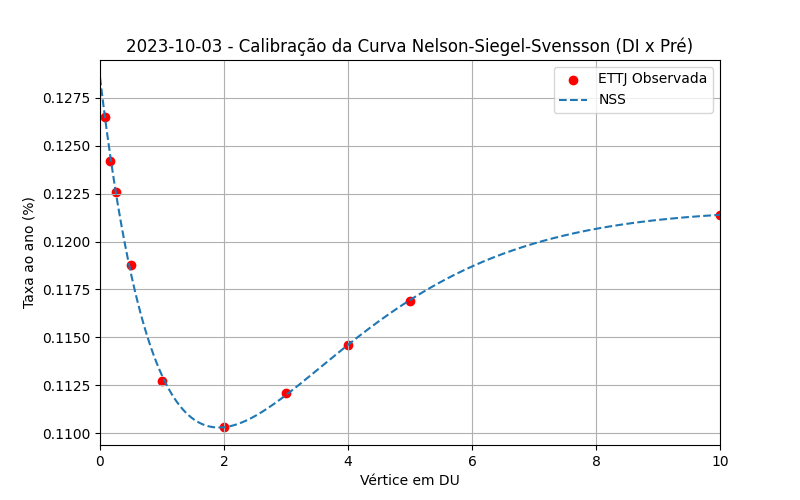 2023-10-03 - Calibração da Curva Nelson-Siegel-Svensson (DI x Pré)
ETTJ Observada
NSS
Taxa ao ano (%)
0.1275
0.1250
0.1225
0.1200
0.1175
0.1150
0.1125
0.1100
0 2 4 6 8 10
Vértice em DU